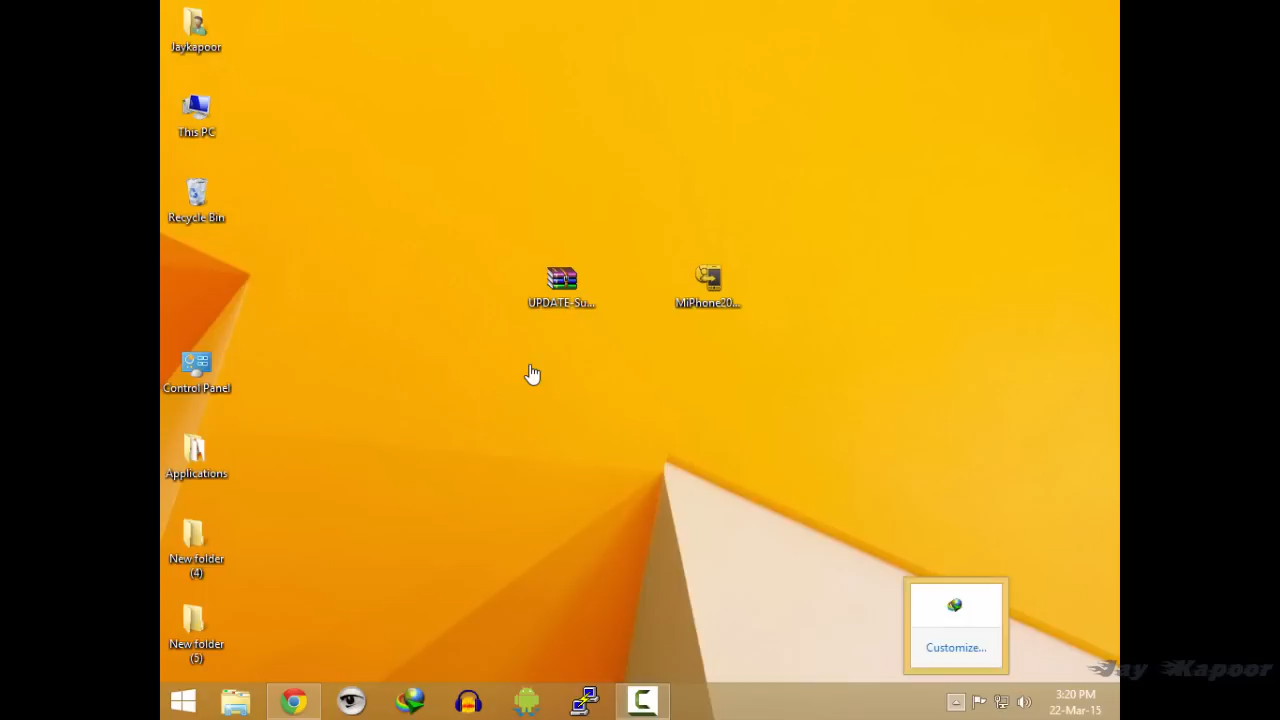 Jaykapoor
This PC
Recycle Bin
UPDATE-Su...
MiPhone20...
Control Panel
Applications
New folder
(4)
New folder
(5)
Customize...
Jay Kapoor
3:20 PM
22-Mar-15